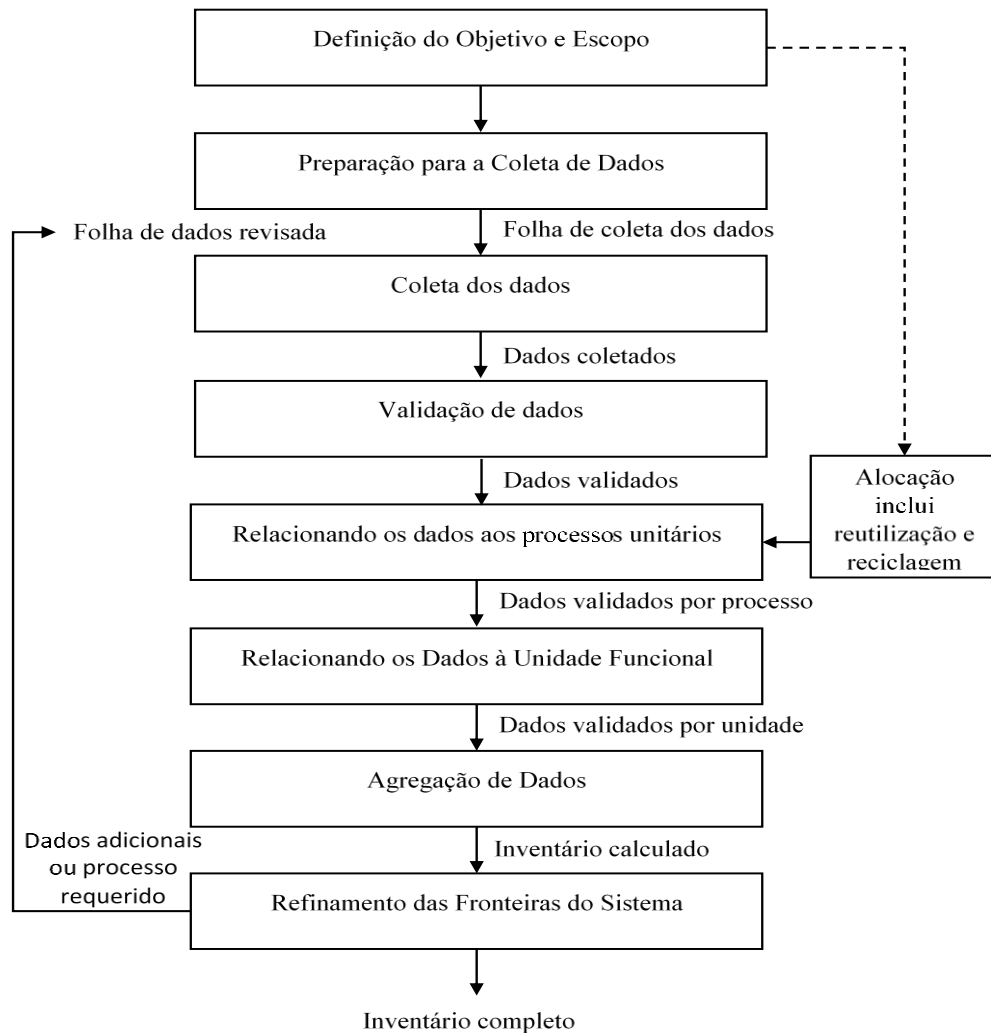 Definição do Objetivo e Escopo
Preparação para a Coleta de Dados
Folha de dados revisada
Folha de coleta dos dados
Coleta dos dados
Dados coletados
Validação de dados
Dados validados
Alocação
inclui
reutilização e
reciclagem
Relacionando os dados aos processos unitários
Dados validados por processo
Relacionando os Dados à Unidade Funcional
Dados validados por unidade
Agregação de Dados
Dados adicionais
ou processo
requerido
Inventário calculado
Refinamento das Fronteiras do Sistema
Inventário completo